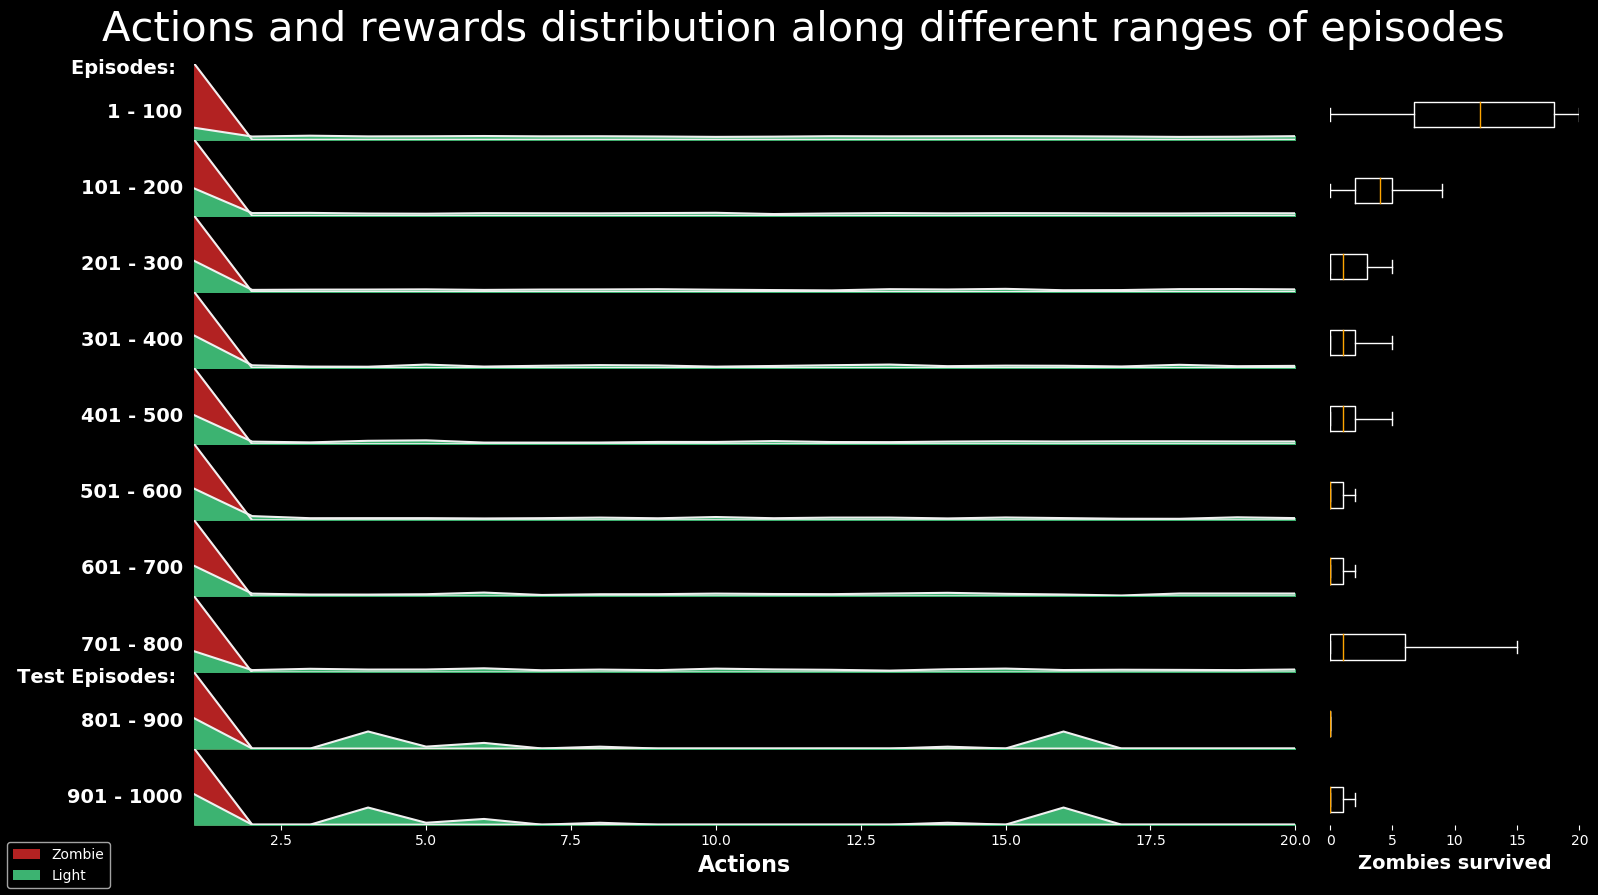 Actions and rewards distribution along different ranges of episodes
Episodes:
1 - 100
101 - 200
201 - 300
301 - 400
401 - 500
501 - 600
601 - 700
701 - 800
Test Episodes:
801 - 900
901 - 1000
2.5 5.0 7.5 10.0 12.5 15.0 17.5 20.0
0 5 10 15 20
Actions
Zombies survived
Zombie
Light